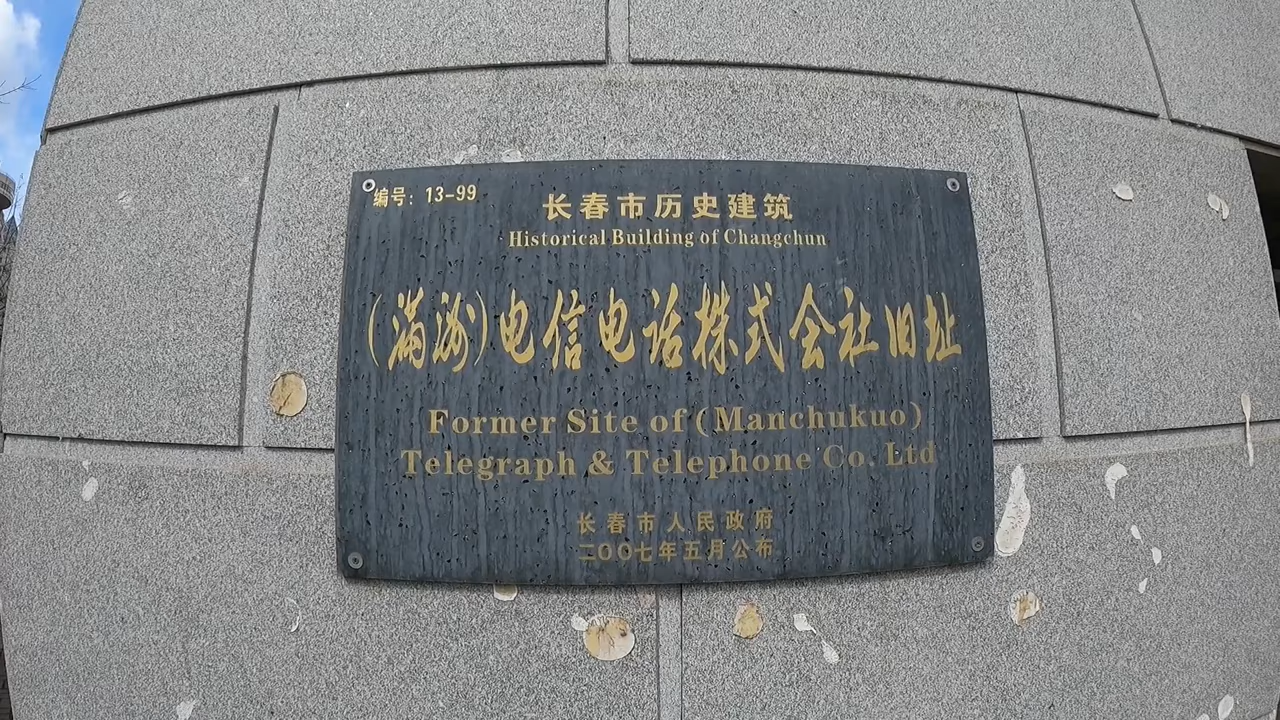 编号：13-99
长春市历史建筑
Historical Building of Changchun
（满洲）电信电话株式会社旧址
Former Site of (Manchukuo)
Telegraph & Telephone Co. Ltd
长春市人民政府
二〇〇七年五月公布